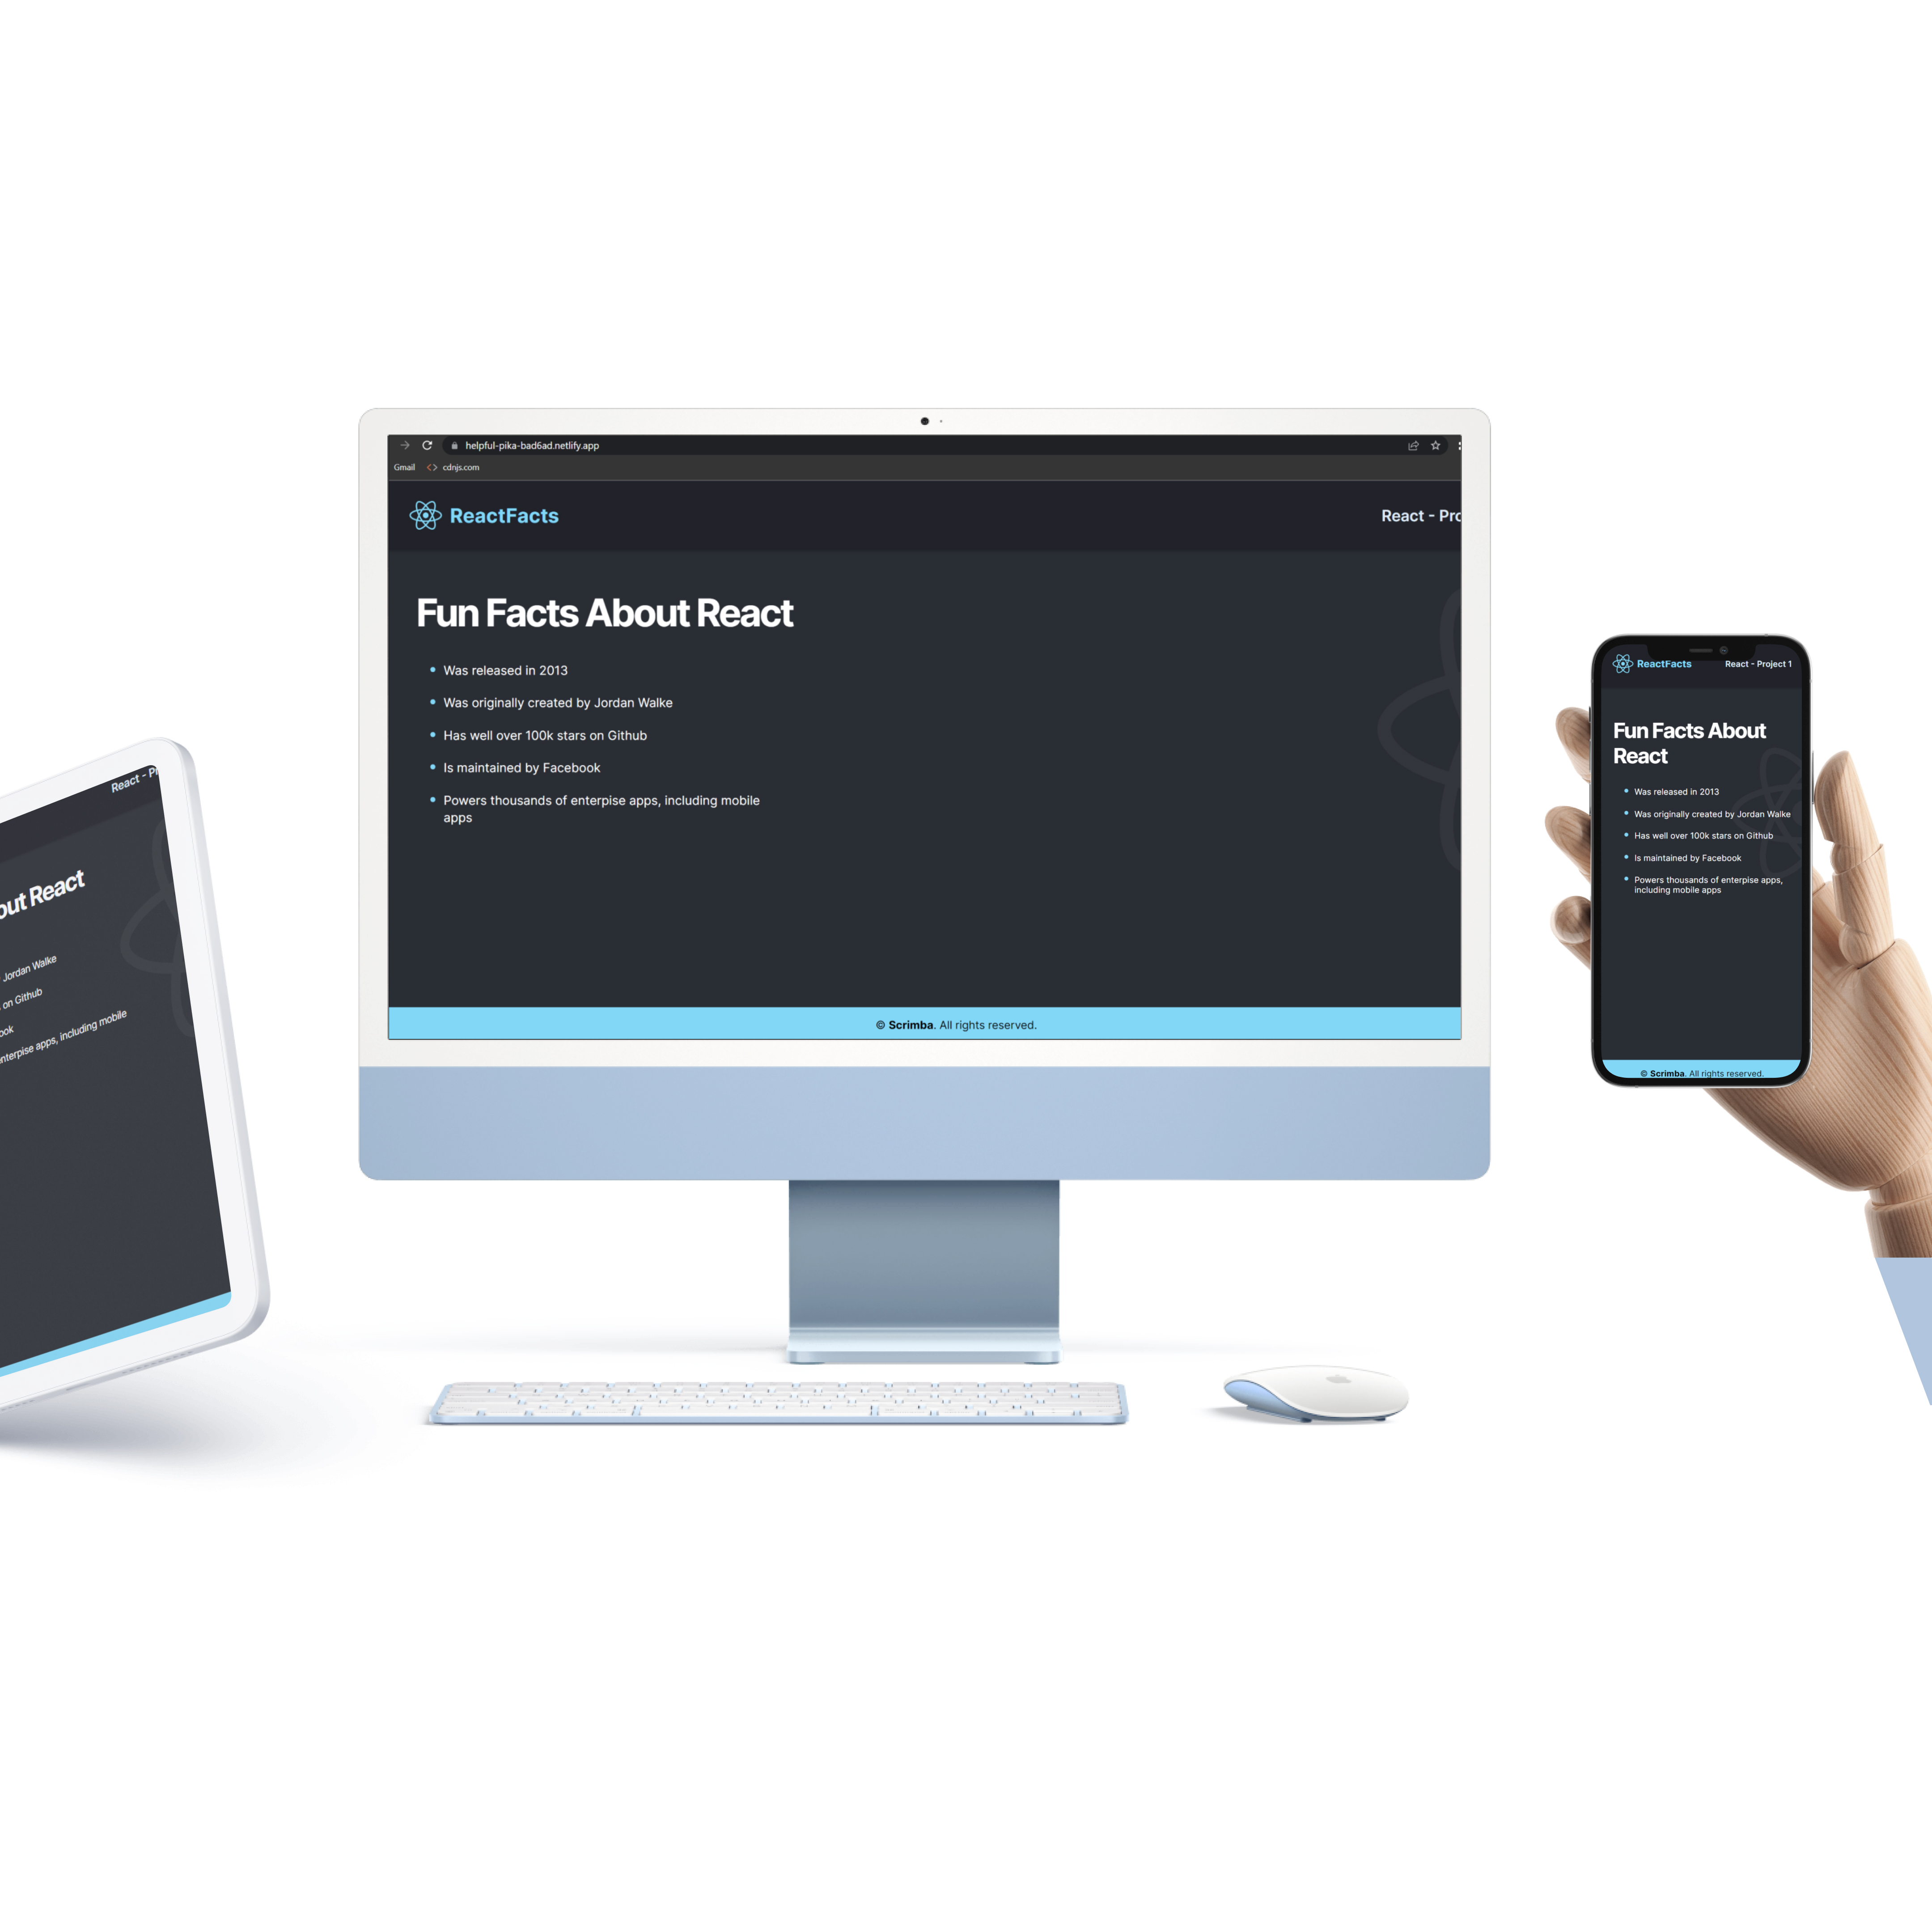 helpful-pika-bad6ad.netlify.app
Gmail
cdnjs.com
ReactFacts
React - Pro
Fun Facts About React
Was released in 2013
Was originally created by Jordan Walke
Has well over 100k stars on Github
Is maintained by Facebook
Powers thousands of enterpise apps, including mobile
apps
© Scrimba. All rights reserved.
React - Pr
out React
Jordan Walke
on Github
ook
nterpise apps, including mobile
ReactFacts
React - Project 1
Fun Facts About
React
Was released in 2013
Was originally created by Jordan Walke
Has well over 100k stars on Github
Is maintained by Facebook
Powers thousands of enterpise apps,
including mobile apps
© Scrimba. All rights reserved.